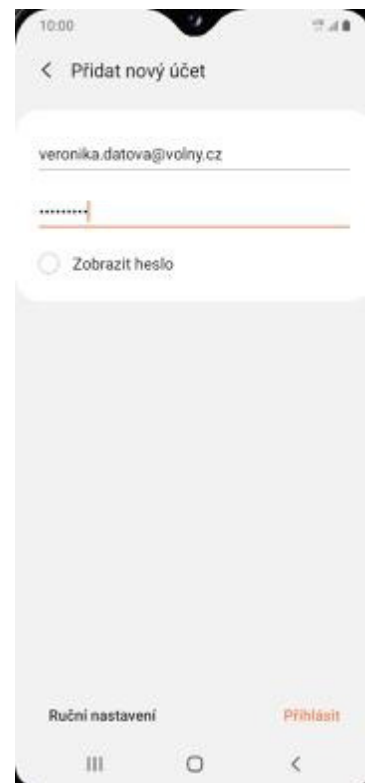 10:00
Přidat nový účet
veronika.datova@volny.cz
•••••••••
Zobrazit heslo
Ruční nastavení
Přihlásit